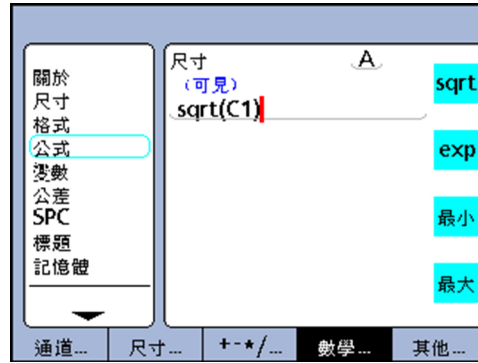 關於
尺寸
格式
公式
變數
公差
SPC
標題
記憶體
尺寸
A
（可見）
sqrt(C1)
sqrt
exp
最小
最大
通道...
尺寸...
+-*/...
數學...
其他...